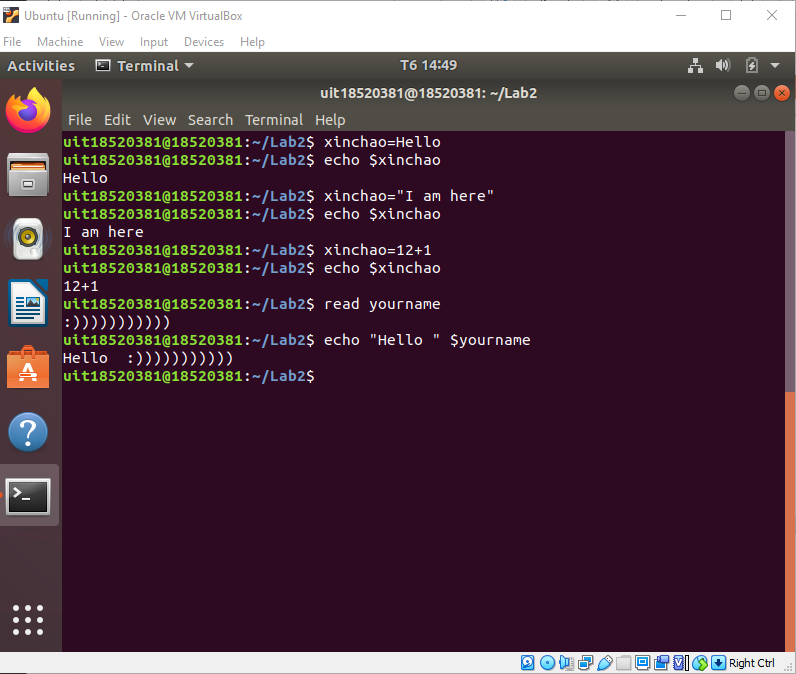 Ubuntu [Running] - Oracle VM VirtualBox
File Machine View Input Devices Help
Activities Terminal T6 14:49
uit18520381@18520381: ~/Lab2
File Edit View Search Terminal Help
uit18520381@18520381:~/Lab2$ xinchao=Hello
uit18520381@18520381:~/Lab2$ echo $xinchao
Hello
uit18520381@18520381:~/Lab2$ xinchao="I am here"
uit18520381@18520381:~/Lab2$ echo $xinchao
I am here
uit18520381@18520381:~/Lab2$ xinchao=12+1
uit18520381@18520381:~/Lab2$ echo $xinchao
12+1
uit18520381@18520381:~/Lab2$ read yourname
:)))))))))))
uit18520381@18520381:~/Lab2$ echo "Hello " $yourname
Hello  :)))))))))))
uit18520381@18520381:~/Lab2$
Right Ctrl